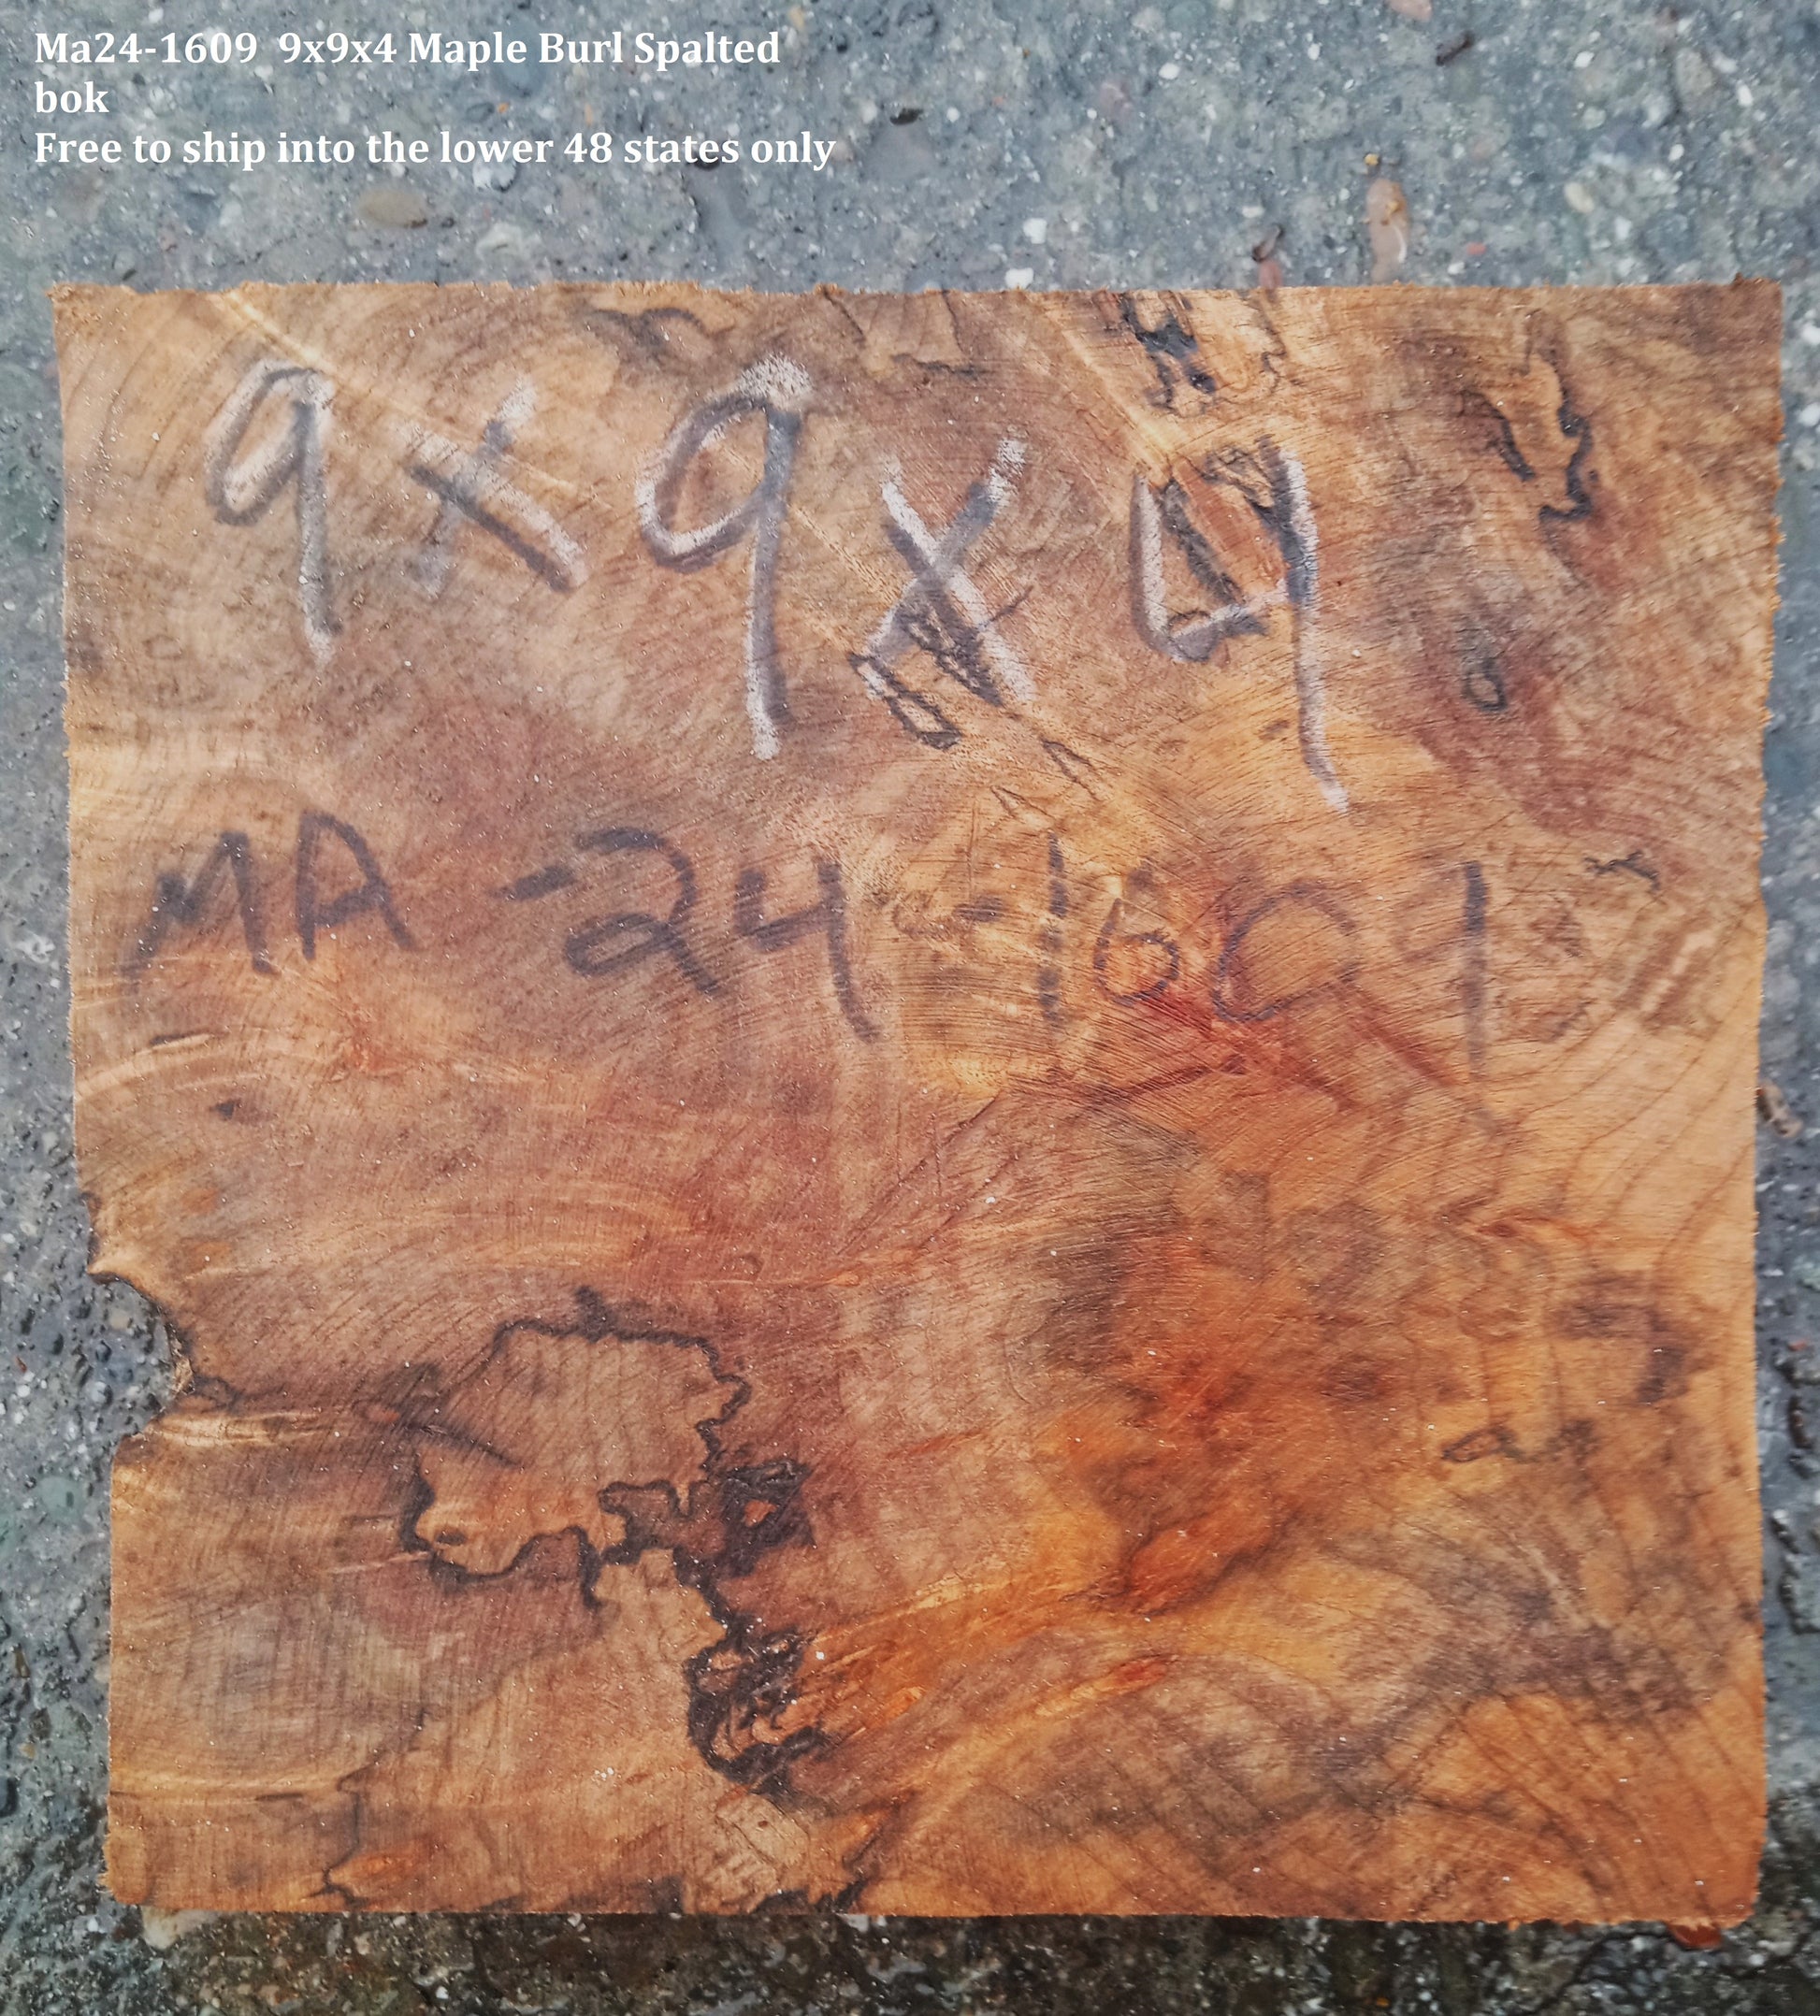 Ma24-1609 9x9x4 Maple Burl Spalted
bok
Free to ship into the lower 48 states only
9x9x4
MA-24-1609